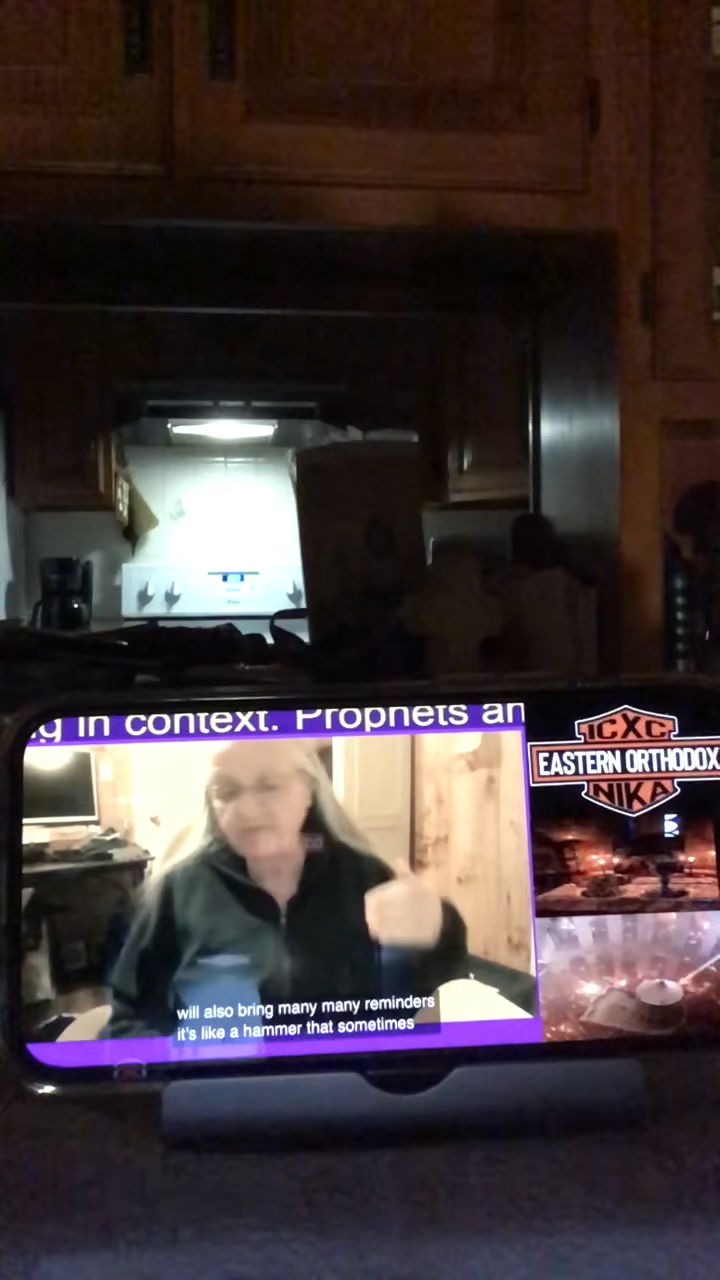 g in context. Prophets an
ICXC
EASTERN ORTHODOX
NIKA
will also bring many many reminders
it's like a hammer that sometimes